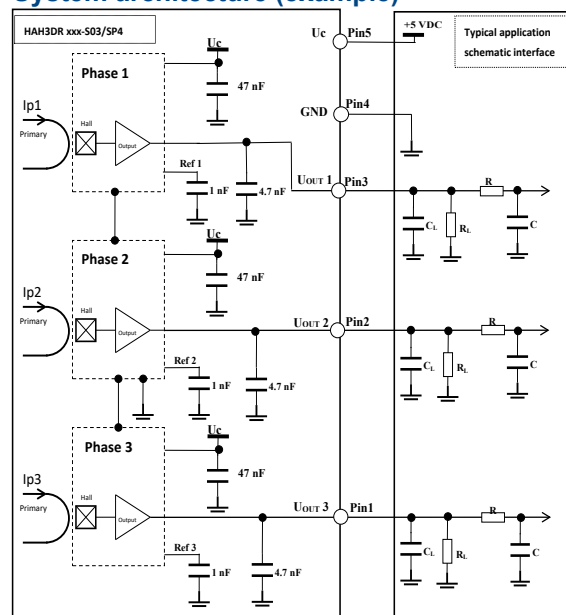 System architecture (example)
HAH3DR xxx-S03/SP4
Uc
Uc
Pin5
+5 VDC
Typical application
schematic interface
Phase 1
47 nF
Ip1
Primary
Hall
Output
GND
Pin4
Ref 1
1 nF
4.7 nF
UOUT 1
Pin3
R
CL
RL
C
Phase 2
Uc
47 nF
Ip2
Primary
Hall
Output
UOUT 2
Pin2
R
Ref 2
1 nF
4.7 nF
CL
RL
C
Phase 3
Uc
47 nF
Ip3
Primary
Hall
Output
UOUT 3
Pin1
R
Ref 3
1 nF
4.7 nF
CL
RL
C